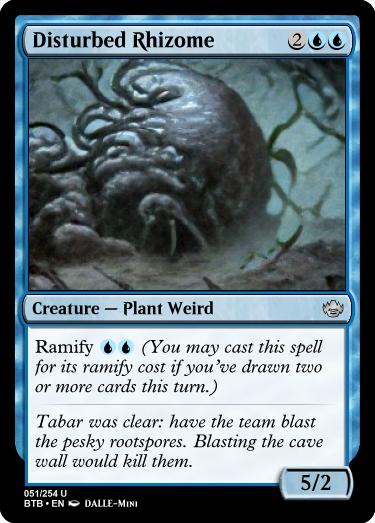 Disturbed Rhizome 2
Creature — Plant Weird
Ramify (You may cast this spell
for its ramify cost if you've drawn two
or more cards this turn.)
Tabar was clear: have the team blast
the pesky rootspores. Blasting the cave
wall would kill them.
5/2
051/254 U
BTB • EN DALLE-Mini